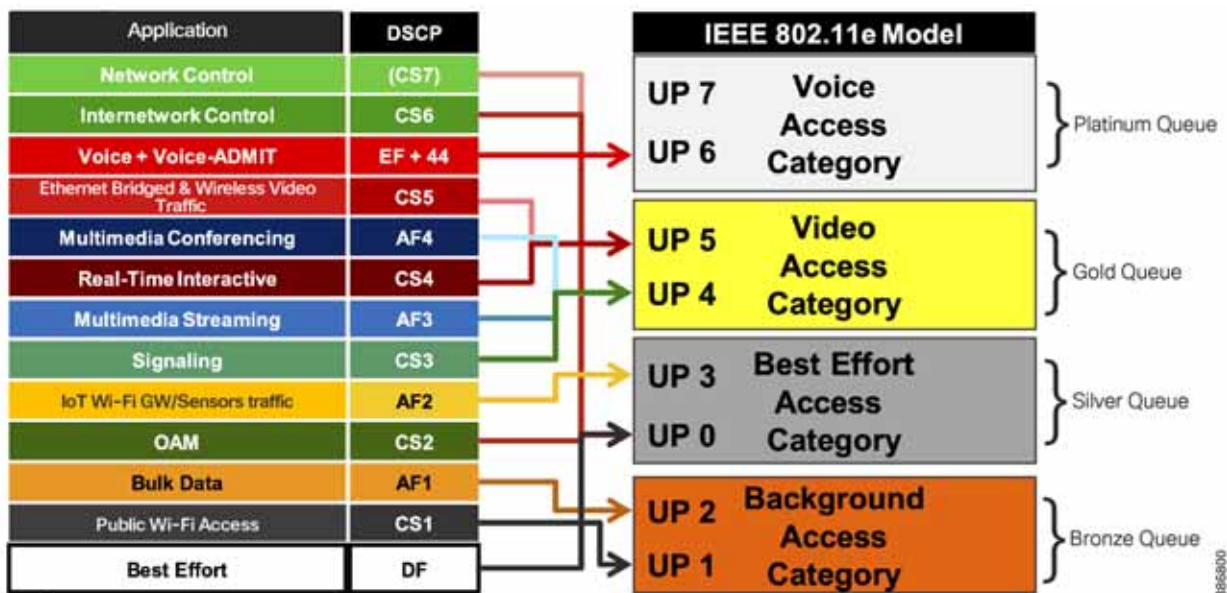 Application DSCP IEEE 802.11e Model
Network Control (CS7)
Internetwork Control CS6
Voice + Voice-ADMIT EF + 44
Ethernet Bridged & Wireless Video
Traffic
CS5
Multimedia Conferencing AF4
Real-Time Interactive CS4
Multimedia Streaming AF3
Signaling CS3
IoT Wi-Fi GW/Sensors traffic AF2
OAM CS2
Bulk Data AF1
Public Wi-Fi Access CS1
Best Effort DF
UP 7 Voice
Access
UP 6 Category
Platinum Queue
UP 5 Video
Access
UP 4 Category
Gold Queue
UP 3 Best Effort
Access
UP 0 Category
Silver Queue
UP 2 Background
Access
UP 1 Category
Bronze Queue